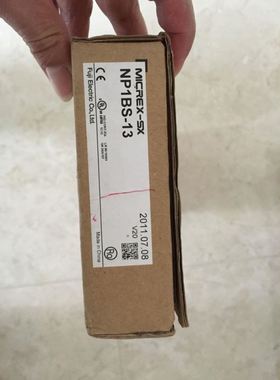 MICREX-SX
NP1BS-13
2011.07.08
V20
Fuji Electric Co., Ltd.
Made in China